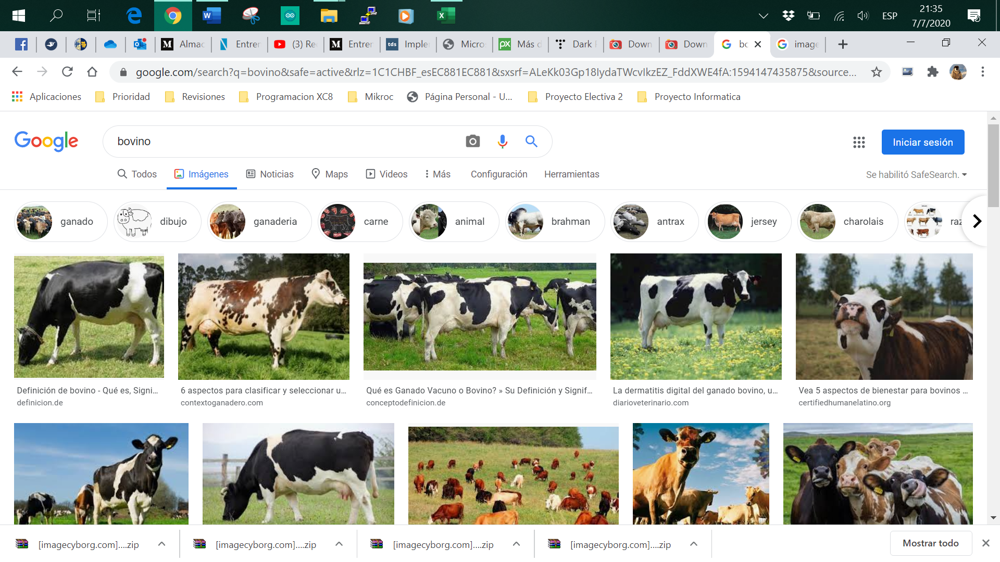 ESP
21:35
7/7/2020
Almac
Entrer
(3) Re
Entrer
Impler
Micro
Más d
Dark
Down
Down
bo
image
google.com/search?q=bovino&safe=active&rlz=1C1CHBF_esEC881EC881&sxsrf=ALeKk03Gp18IydaTWcvIkzEZ_FddXWE4fA:1594147435875&source...
Aplicaciones
Prioridad
Revisiones
Programacion XC8
Mikroc
Página Personal - U...
Proyecto Electiva 2
Proyecto Informatica
Google
bovino
Iniciar sesión
Todos
Imágenes
Noticias
Maps
Videos
Más
Configuración
Herramientas
Se habilitó SafeSearch.
ganado
dibujo
ganaderia
carne
animal
brahman
antrax
jersey
charolais
raz
Definición de bovino - Qué es, Signi...
definicion.de
6 aspectos para clasificar y seleccionar u...
contextoganadero.com
Qué es Ganado Vacuno o Bovino? » Su Definición y Signif...
conceptodefinicion.de
La dermatitis digital del ganado bovino, u...
diarioveterinario.com
Vea 5 aspectos de bienestar para bovinos ...
certifiedhumanelatino.org
[imagecyborg.com]....zip
[imagecyborg.com]....zip
[imagecyborg.com]....zip
[imagecyborg.com]....zip
Mostrar todo